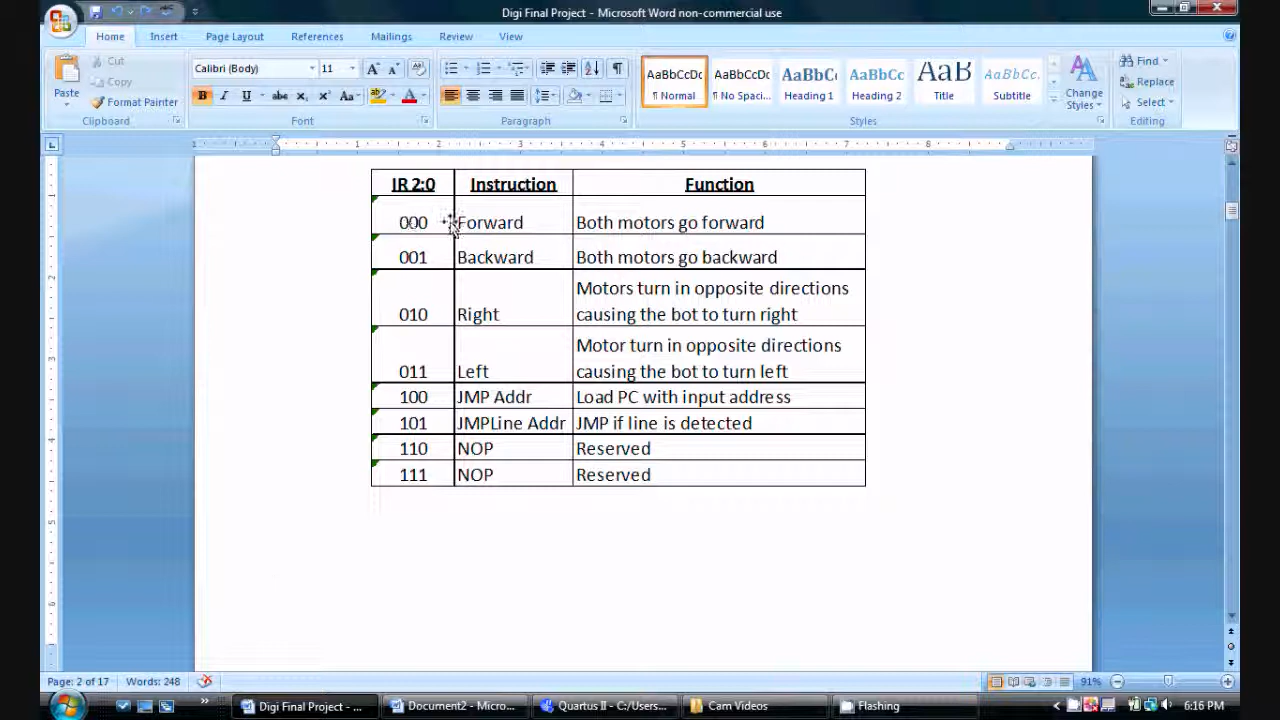 Digi Final Project - Microsoft Word non-commercial use
Home Insert Page Layout References Mailings Review View
Paste
Cut
Copy
Format Painter
Clipboard
Calibri (Body) 11
Font
Paragraph
AaBbCcDc AaBbCcDc AaBbCc AaBbCc AaB AaBbCc.
¶ Normal ¶ No Spaci... Heading 1 Heading 2 Title Subtitle
Change Styles
Styles
Find
Replace
Select
Editing
IR 2:0 Instruction Function
000 Forward Both motors go forward
001 Backward Both motors go backward
010 Right Motors turn in opposite directions
causing the bot to turn right
011 Left Motor turn in opposite directions
causing the bot to turn left
100 JMP Addr Load PC with input address
101 JMPLine Addr JMP if line is detected
110 NOP Reserved
111 NOP Reserved
Page: 2 of 17 Words: 248 91%
Digi Final Project - ... Document2 - Micro... Quartus II - C:/Users... Cam Videos Flashing 6:16 PM